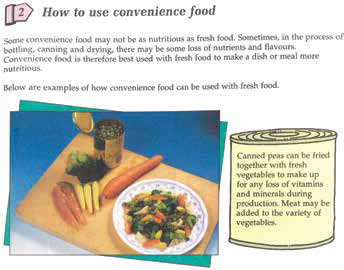 2 How to use convenience food
Some convenience food may not be as nutritious as fresh food. Sometimes, in the process of
bottling, canning and drying, there may be some loss of nutrients and flavours.
Convenience food is therefore best used with fresh food to make a dish or meal more
nutritious.
Below are examples of how convenience food can be used with fresh food.
Canned peas can be fried
together with fresh
vegetables to make up
for any loss of vitamins
and minerals during
production. Meat may be
added to the variety of
vegetables.